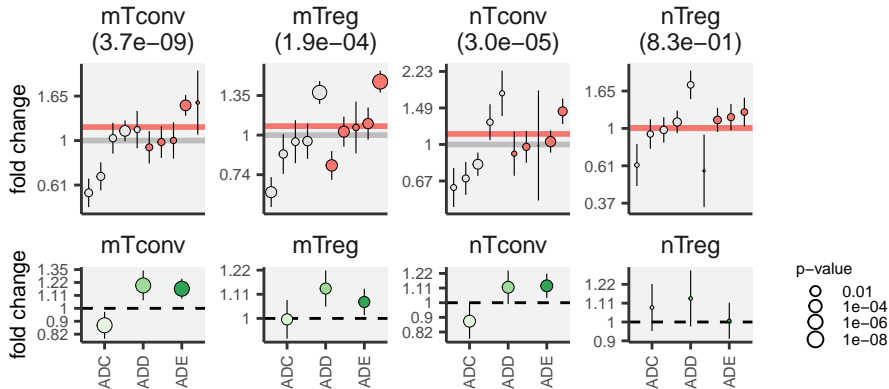 mTconv
(3.7e−09)
mTreg
(1.9e−04)
nTconv
(3.0e−05)
nTreg
(8.3e−01)
fold change
1.65
1
0.61
1.35
1
0.74
2.23
1.49
1
0.67
1.65
1
0.61
0.37
mTconv
mTreg
nTconv
nTreg
fold change
1.35
1.22
1.11
1
0.9
0.82
1.22
1.11
1
1.22
1.11
1
0.9
0.82
1.22
1.11
1
0.9
ADC
ADD
ADE
ADC
ADD
ADE
ADC
ADD
ADE
ADC
ADD
ADE
p−value
0.01
1e−04
1e−06
1e−08